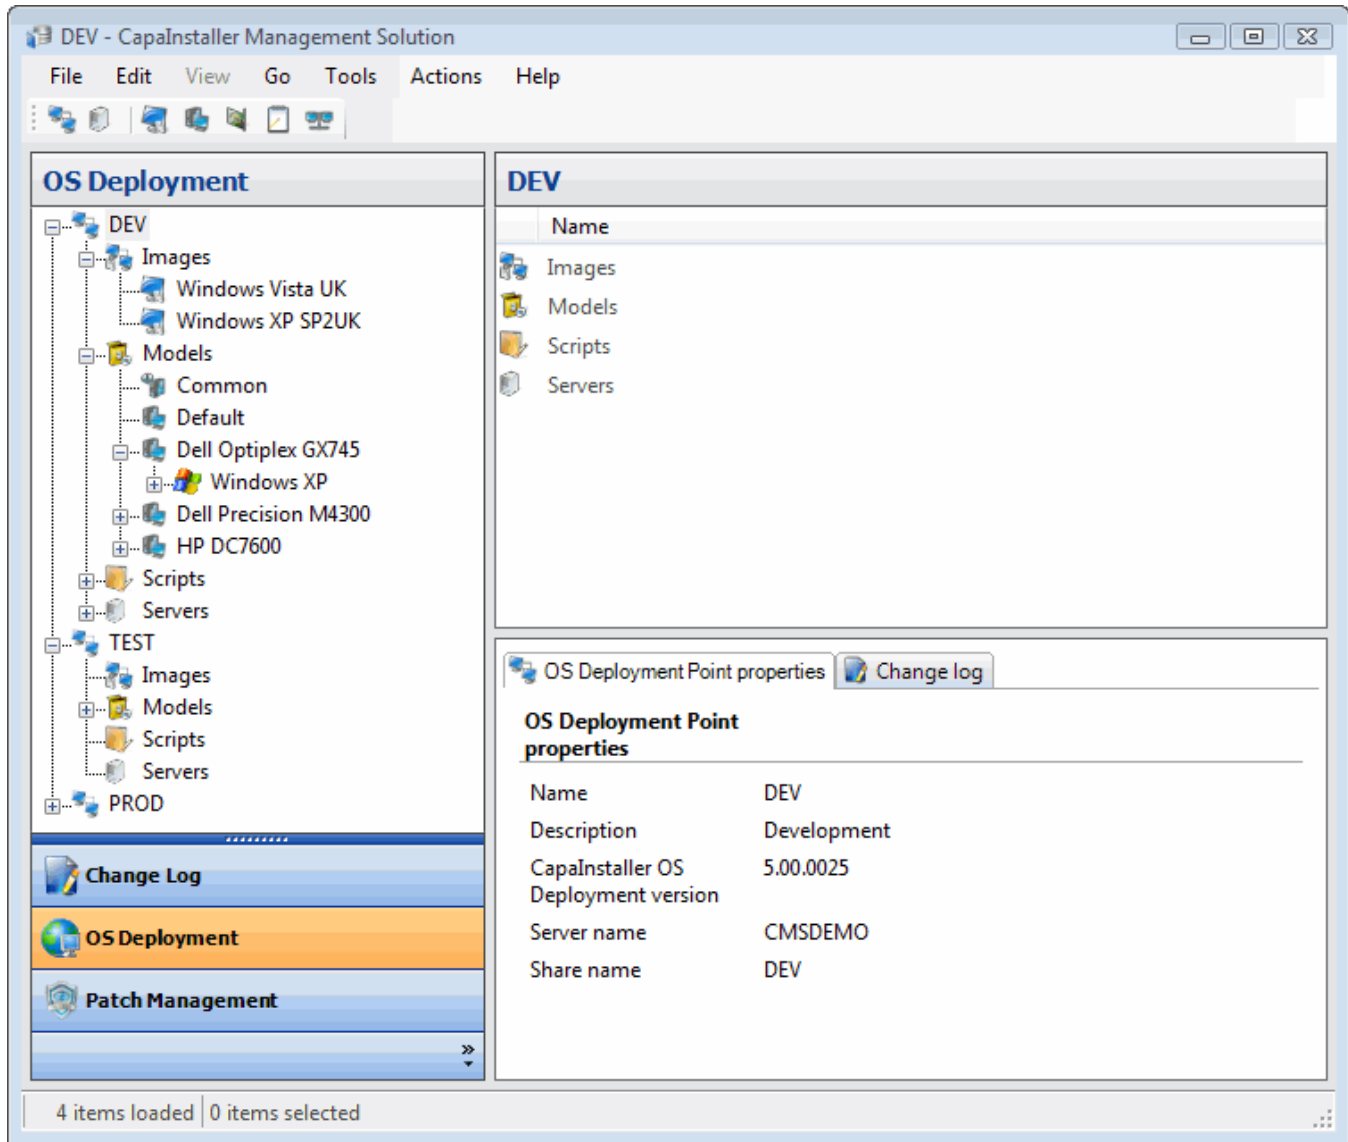 DEV - CapaInstaller Management Solution
File Edit View Go Tools Actions Help
OS Deployment
DEV
Images
Windows Vista UK
Windows XP SP2UK
Models
Common
Default
Dell Optiplex GX745
Windows XP
Dell Precision M4300
HP DC7600
Scripts
Servers
TEST
Images
Models
Scripts
Servers
PROD
Change Log
OS Deployment
Patch Management
DEV
Name
Images
Models
Scripts
Servers
OS Deployment Point properties Change log
OS Deployment Point
properties
Name DEV
Description Development
CapaInstaller OS 5.00.0025
Deployment version
Server name CMSDEMO
Share name DEV
4 items loaded 0 items selected